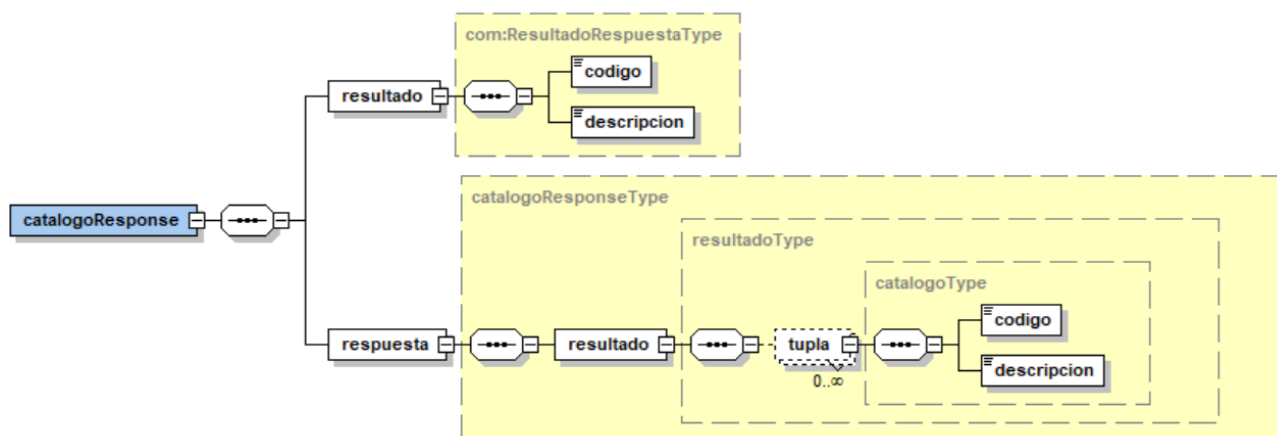 com:ResultadoRespuestaType
codigo
resultado
descripcion
catalogoResponseType
catalogoResponse
resultadoType
catalogoType
codigo
respuesta
resultado
tupla
descripcion
0..∞